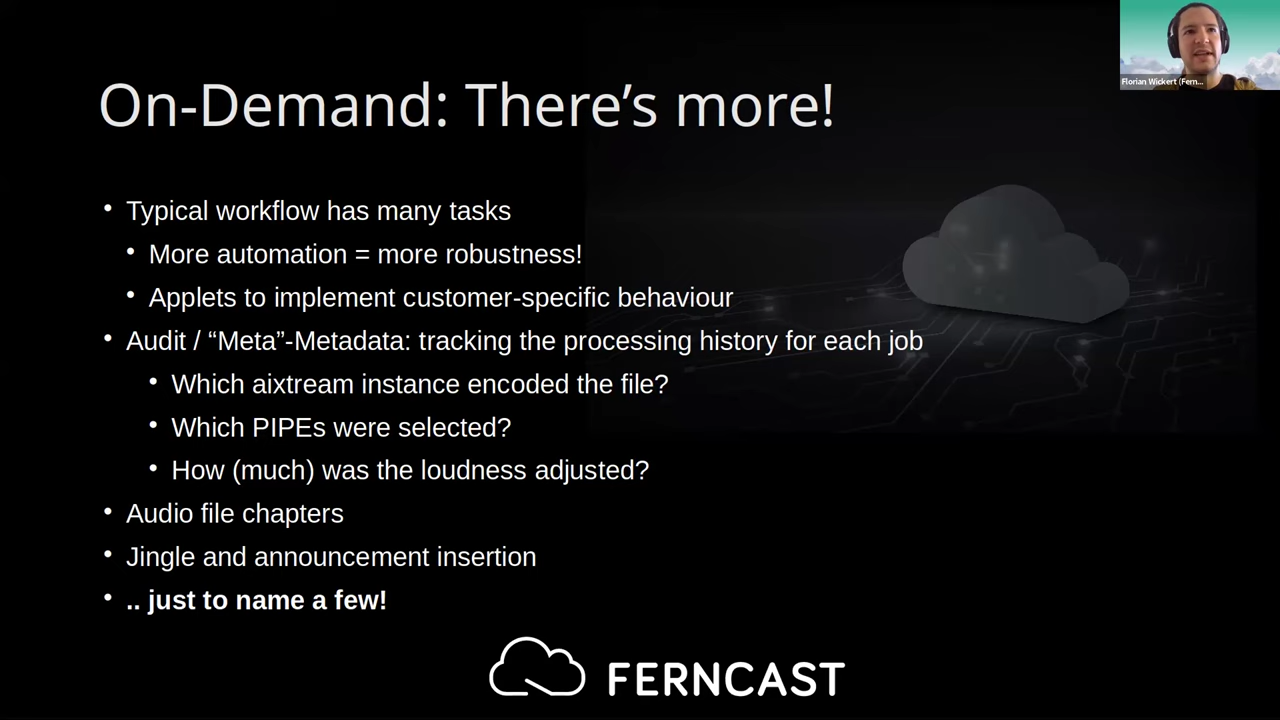 Florian Wickert (Fern...
On-Demand: There’s more!
• Typical workflow has many tasks
• More automation = more robustness!
• Applets to implement customer-specific behaviour
• Audit / “Meta”-Metadata: tracking the processing history for each job
• Which aixtream instance encoded the file?
• Which PIPEs were selected?
• How (much) was the loudness adjusted?
• Audio file chapters
• Jingle and announcement insertion
• .. just to name a few!
FERNCAST